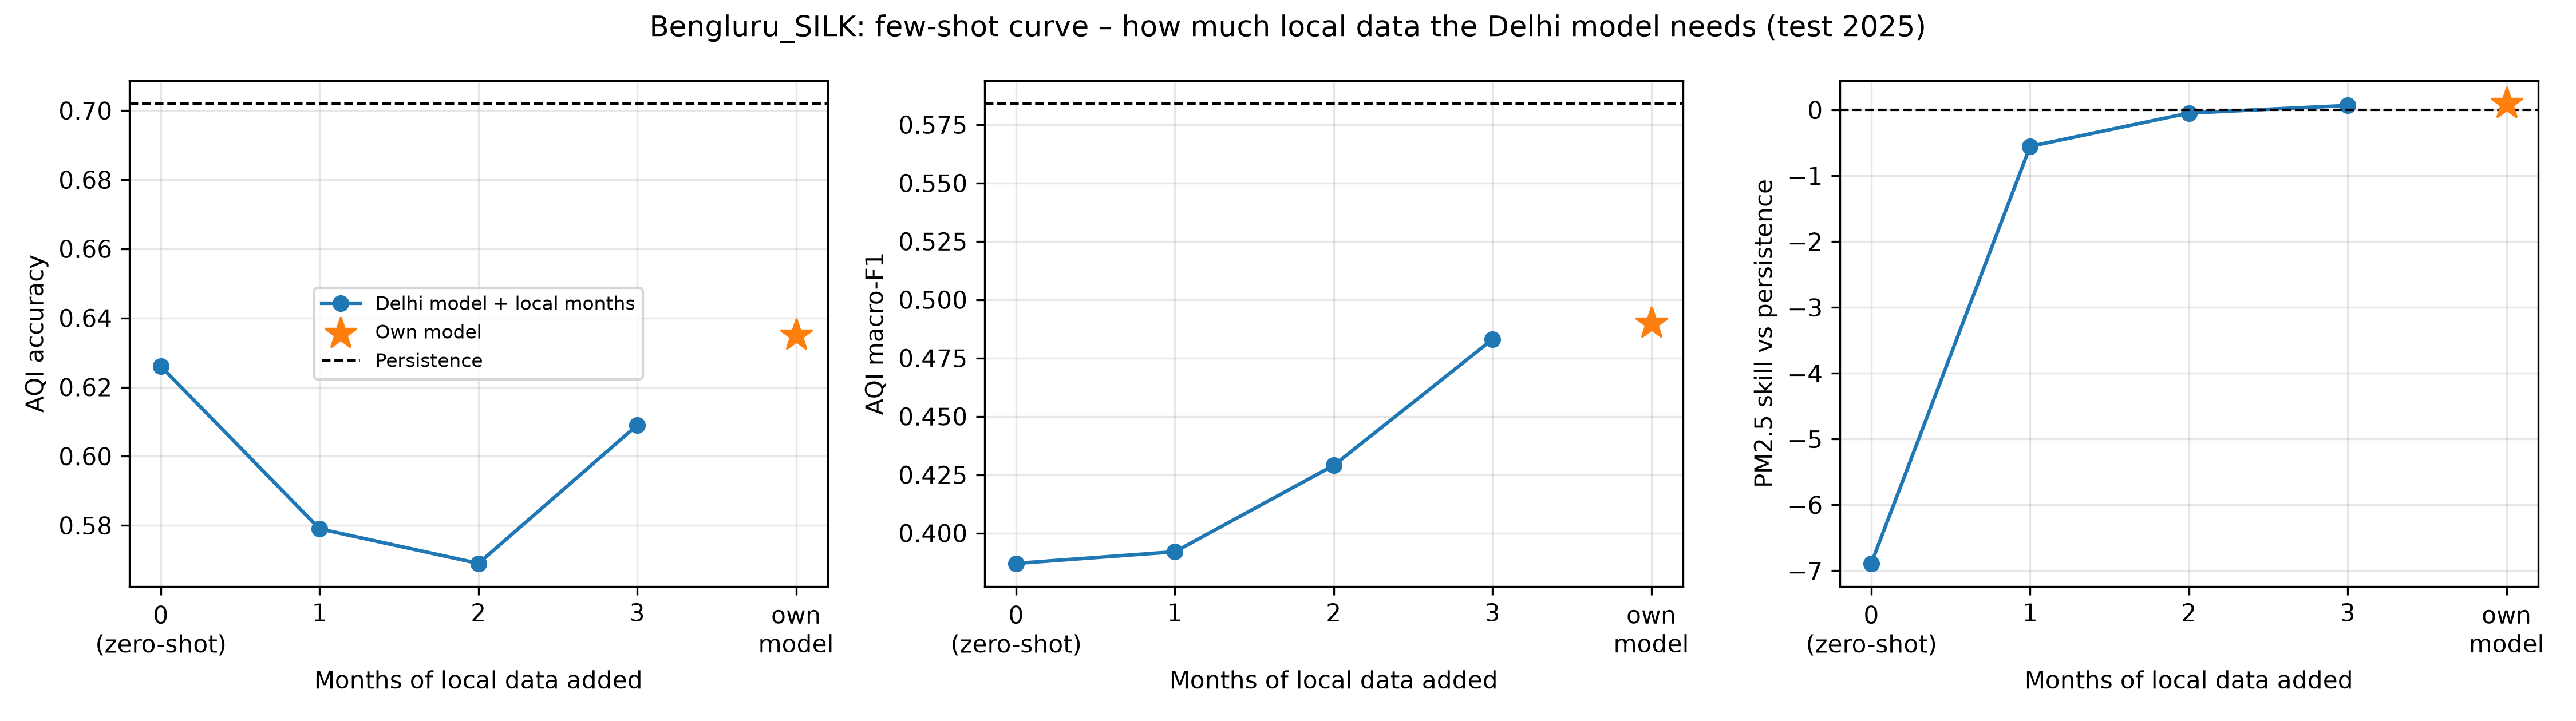 Bengluru_SILK: few-shot curve – how much local data the Delhi model needs (test 2025)
AQI accuracy
0.70
0.68
0.66
0.64
0.62
0.60
0.58
Delhi model + local months
Own model
Persistence
0
(zero-shot)
1
2
3
own
model
Months of local data added
AQI macro-F1
0.575
0.550
0.525
0.500
0.475
0.450
0.425
0.400
0
(zero-shot)
1
2
3
own
model
Months of local data added
PM2.5 skill vs persistence
0
−1
−2
−3
−4
−5
−6
−7
0
(zero-shot)
1
2
3
own
model
Months of local data added